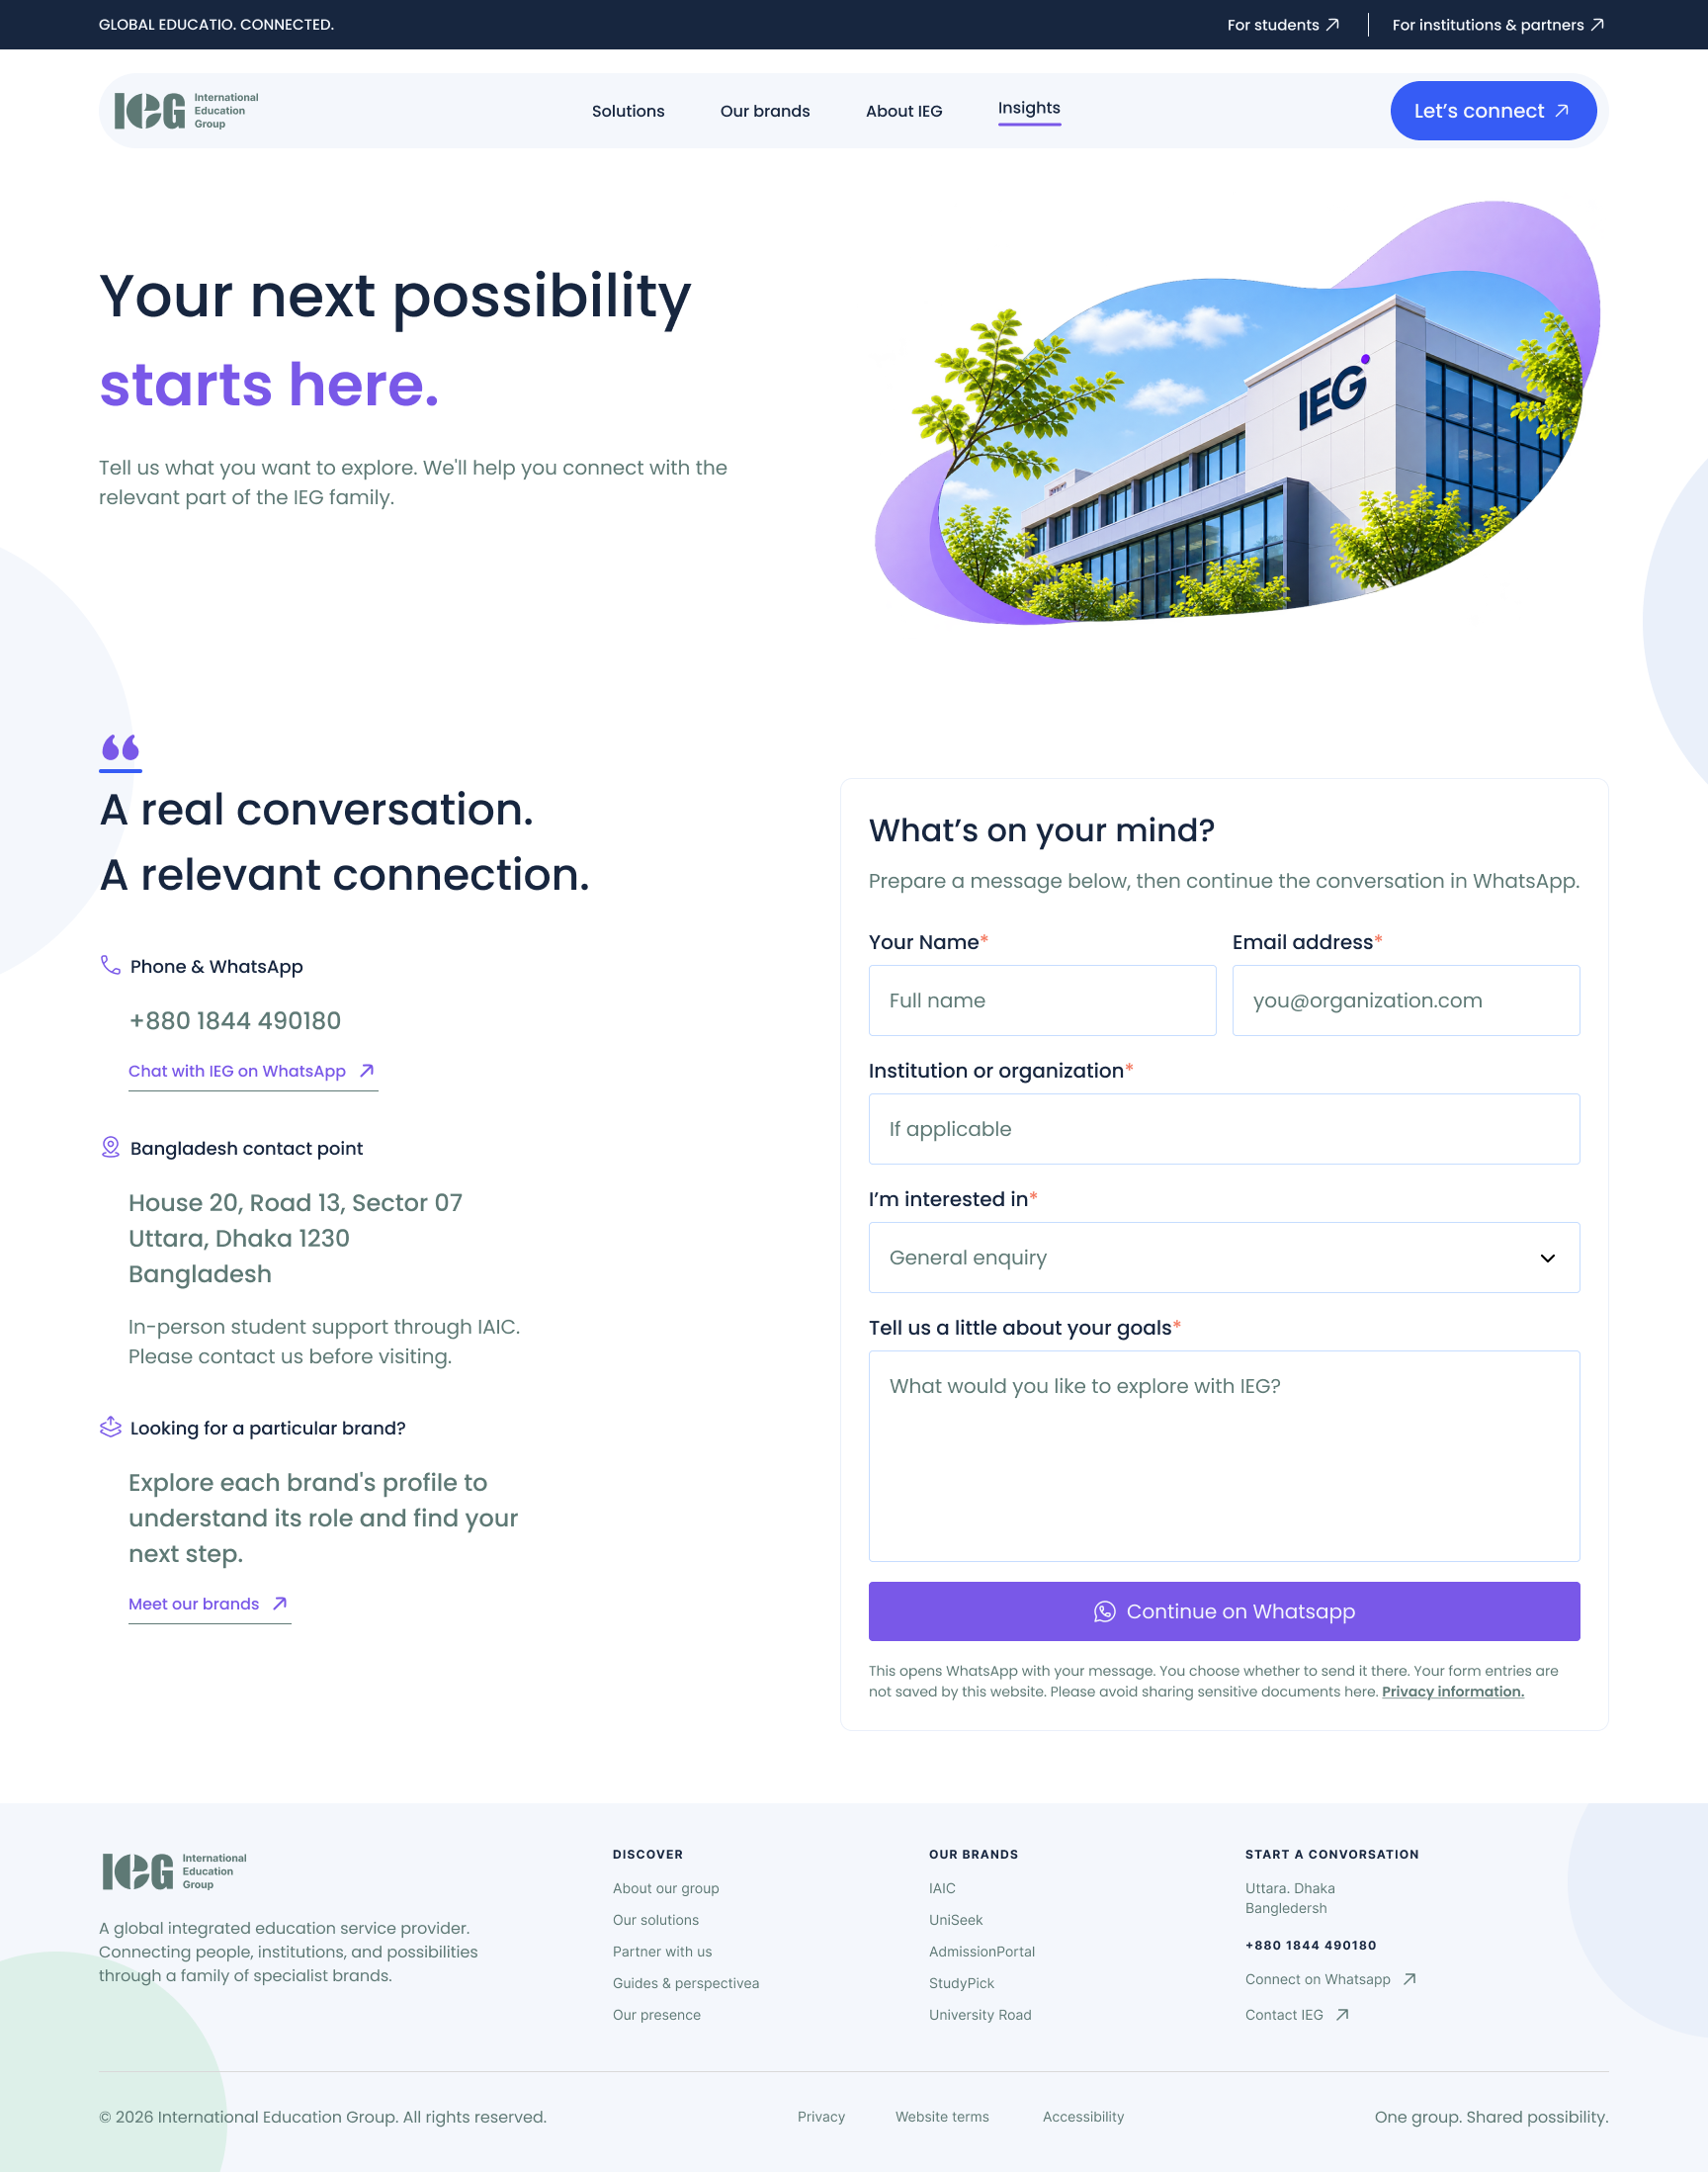 GLOBAL EDUCATIO. CONNECTED.
For students
For institutions & partners
IEG International
Education
Group
Solutions
Our brands
About IEG
Insights
Let’s connect
Your next possibility
starts here.
Tell us what you want to explore. We'll help you connect with the
relevant part of the IEG family.
IEG
“
A real conversation.
A relevant connection.
Phone & WhatsApp
+880 1844 490180
Chat with IEG on WhatsApp
Bangladesh contact point
House 20, Road 13, Sector 07
Uttara, Dhaka 1230
Bangladesh
In-person student support through IAIC.
Please contact us before visiting.
Looking for a particular brand?
Explore each brand's profile to
understand its role and find your
next step.
Meet our brands
What’s on your mind?
Prepare a message below, then continue the conversation in WhatsApp.
Your Name*
Email address*
Full name
you@organization.com
Institution or organization*
If applicable
I’m interested in*
General enquiry
Tell us a little about your goals*
What would you like to explore with IEG?
Continue on Whatsapp
This opens WhatsApp with your message. You choose whether to send it there. Your form entries are
not saved by this website. Please avoid sharing sensitive documents here. Privacy information.
IEG International
Education
Group
A global integrated education service provider.
Connecting people, institutions, and possibilities
through a family of specialist brands.
DISCOVER
About our group
Our solutions
Partner with us
Guides & perspectivea
Our presence
OUR BRANDS
IAIC
UniSeek
AdmissionPortal
StudyPick
University Road
START A CONVORSATION
Uttara. Dhaka
Bangledersh
+880 1844 490180
Connect on Whatsapp
Contact IEG
© 2026 International Education Group. All rights reserved.
Privacy
Website terms
Accessibility
One group. Shared possibility.